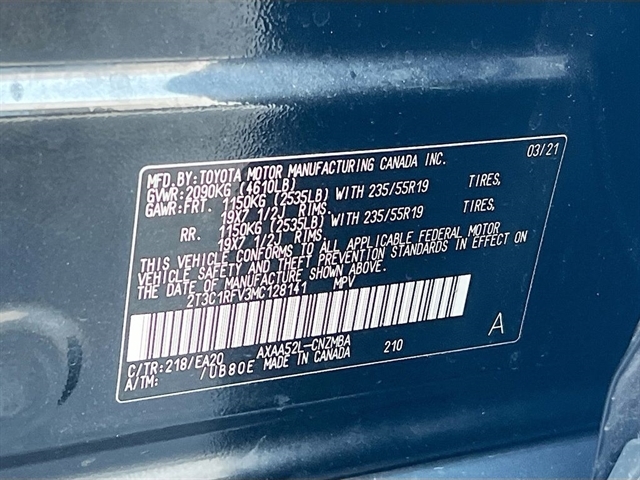 MFD.BY:TOYOTA MOTOR MANUFACTURING CANADA INC. 03/21
GVWR:2090KG (4610LB)
GAWR:FRT. 1150KG (2535LB) WITH 235/55R19 TIRES,
19X7 1/2J RIMS.
RR. 1150KG (2535LB) WITH 235/55R19 TIRES,
19X7 1/2J RIMS.
THIS VEHICLE CONFORMS TO ALL APPLICABLE FEDERAL MOTOR
VEHICLE SAFETY AND THEFT PREVENTION STANDARDS IN EFFECT ON
THE DATE OF MANUFACTURE SHOWN ABOVE.
2T3C1RFV3MC128141 MPV
A
C/TR:218/EA20 AXAA52L-CNZMBA 210
A/TM: /UB80E MADE IN CANADA